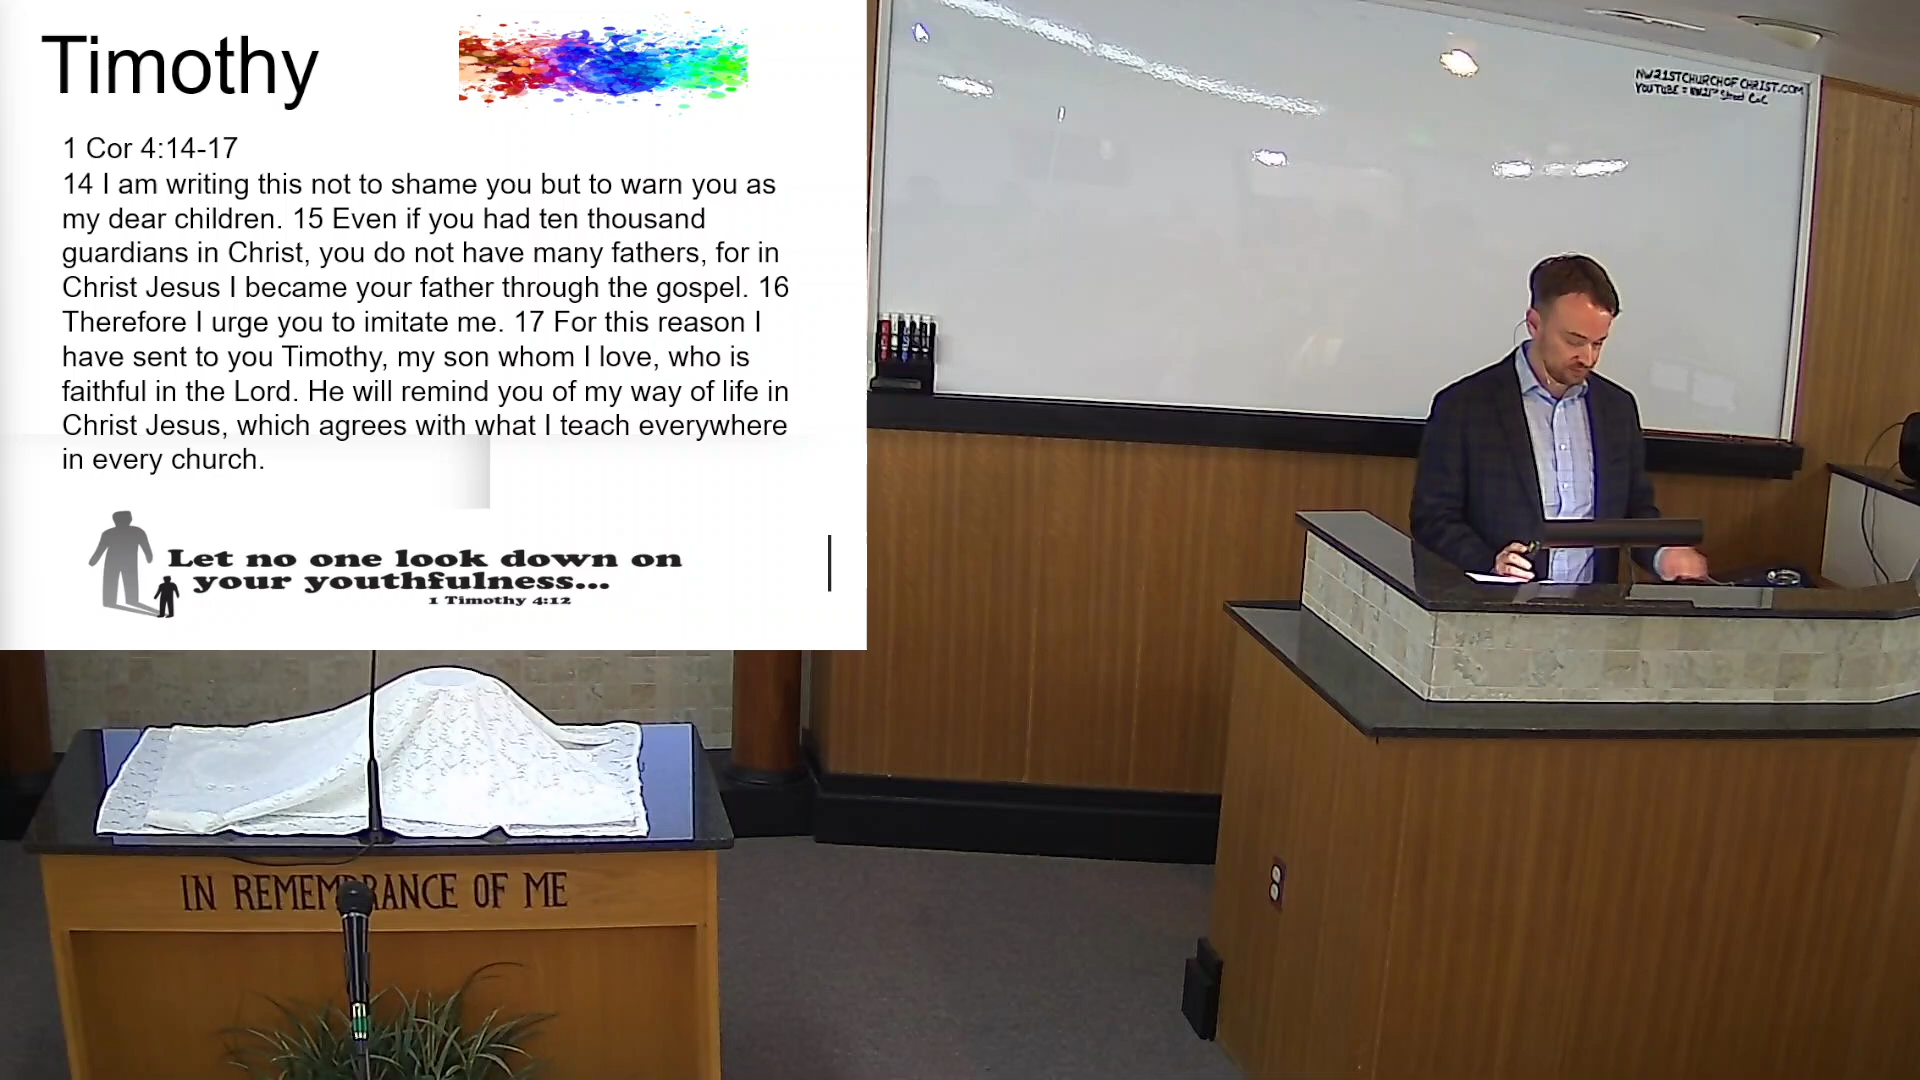 Timothy
1 Cor 4:14-17
14 I am writing this not to shame you but to warn you as
my dear children. 15 Even if you had ten thousand
guardians in Christ, you do not have many fathers, for in
Christ Jesus I became your father through the gospel. 16
Therefore I urge you to imitate me. 17 For this reason I
have sent to you Timothy, my son whom I love, who is
faithful in the Lord. He will remind you of my way of life in
Christ Jesus, which agrees with what I teach everywhere
in every church.
Let no one look down on
your youthfulness...
1 Timothy 4:12
NW21STCHURCHOFCHRIST.COM
YOUTUBE = NW21st Street CoC
IN REMEMBRANCE OF ME